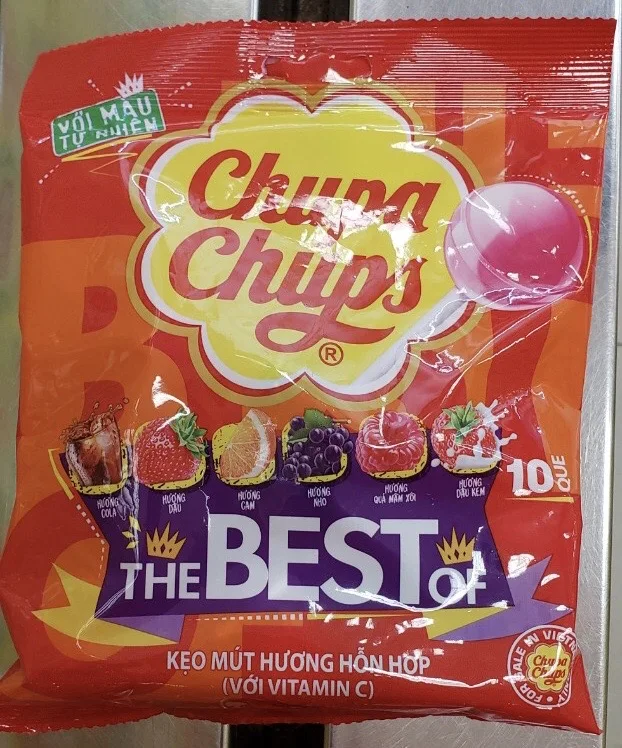 VỚI MÀU
TỰ NHIÊN
Chupa
Chups
®
HƯƠNG
COLA
HƯƠNG
DÂU
HƯƠNG
CAM
HƯƠNG
NHO
HƯƠNG
QUẢ MÂM XÔI
HƯƠNG
DÂU KEM
10 QUE
THE BEST OF
KẸO MÚT HƯƠNG HỖN HỢP
(VỚI VITAMIN C)
Chupa
Chups